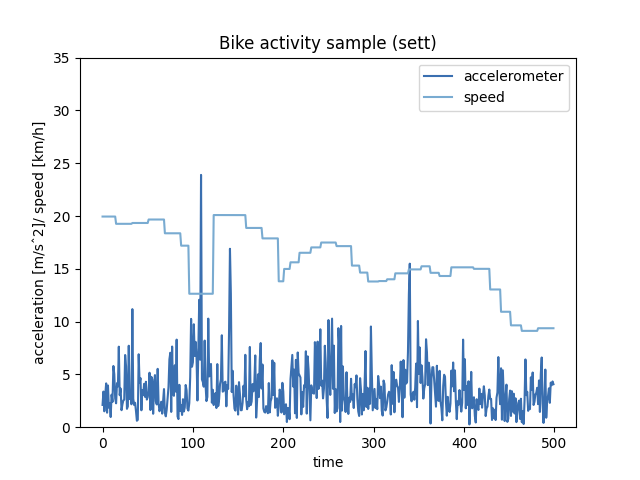 Bike activity sample (sett)
accelerometer
speed
acceleration [m/s^2]/ speed [km/h]
35
30
25
20
15
10
5
0
0 100 200 300 400 500
time